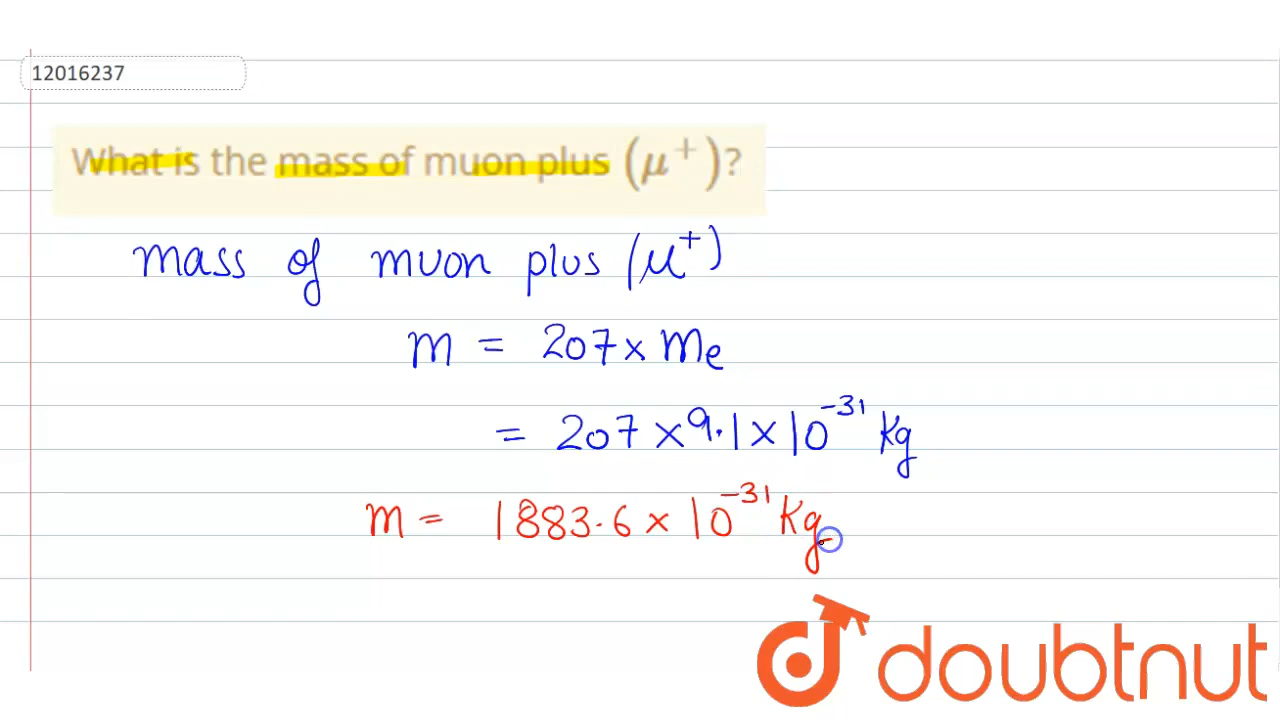 12016237
What is the mass of muon plus (μ⁺)?
mass of muon plus (μ⁺)
m = 207 × me
= 207 × 9.1 × 10⁻³¹ Kg
m = 1883.6 × 10⁻³¹ Kg
doubtnut